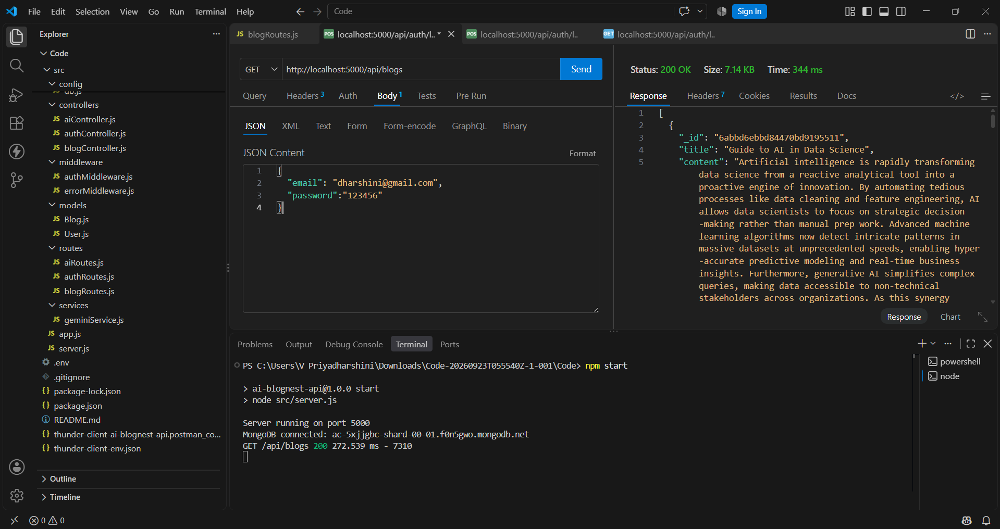 File Edit Selection View Go Run Terminal Help
Code
Sign In
Explorer
Code
src
config
db.js
controllers
JS aiController.js
JS authController.js
JS blogController.js
middleware
JS authMiddleware.js
JS errorMiddleware.js
models
JS Blog.js
JS User.js
routes
JS aiRoutes.js
JS authRoutes.js
JS blogRoutes.js
services
JS geminiService.js
JS app.js
JS server.js
.env
.gitignore
{} package-lock.json
{} package.json
README.md
{} thunder-client-ai-blognest-api.postman_co...
{} thunder-client-env.json
Outline
Timeline
JS blogRoutes.js
POS localhost:5000/api/auth/l.. *
POS localhost:5000/api/auth/l..
GET localhost:5000/api/auth/l..
GET http://localhost:5000/api/blogs Send
Query Headers 3 Auth Body 1 Tests Pre Run
JSON XML Text Form Form-encode GraphQL Binary
JSON Content Format
1 {
2 "email": "dharshini@gmail.com",
3 "password":"123456"
4 }
Status: 200 OK Size: 7.14 KB Time: 344 ms
Response Headers 7 Cookies Results Docs </>
1 [
2 {
3 "_id": "6abbd6ebbd84470bd9195511",
4 "title": "Guide to AI in Data Science",
5 "content": "Artificial intelligence is rapidly transforming
data science from a reactive analytical tool into a
proactive engine of innovation. By automating tedious
processes like data cleaning and feature engineering, AI
allows data scientists to focus on strategic decision
-making rather than manual prep work. Advanced machine
learning algorithms now detect intricate patterns in
massive datasets at unprecedented speeds, enabling hyper
-accurate predictive modeling and real-time business
insights. Furthermore, generative AI simplifies complex
queries, making data accessible to non-technical
stakeholders across organizations. As this synergy
Response Chart
Problems Output Debug Console Terminal Ports
PS C:\Users\V Priyadharshini\Downloads\Code-20260923T055540Z-1-001\Code> npm start
> ai-blognest-api@1.0.0 start
> node src/server.js
Server running on port 5000
MongoDB connected: ac-5xjjgbc-shard-00-01.f0n5gwo.mongodb.net
GET /api/blogs 200 272.539 ms - 7310
powershell
node
0 0